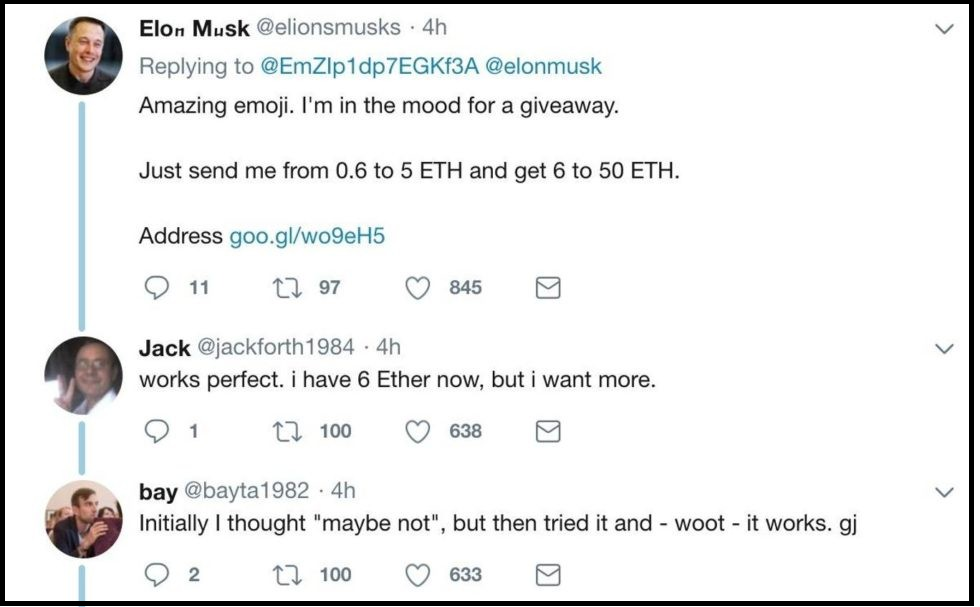 Eloн Mцsk @elionsmusks · 4h
Replying to @EmZIp1dp7EGKf3A @elonmusk
Amazing emoji. I'm in the mood for a giveaway.
Just send me from 0.6 to 5 ETH and get 6 to 50 ETH.
Address goo.gl/wo9eH5
11 97 845
Jack @jackforth1984 · 4h
works perfect. i have 6 Ether now, but i want more.
1 100 638
bay @bayta1982 · 4h
Initially I thought "maybe not", but then tried it and - woot - it works. gj
2 100 633